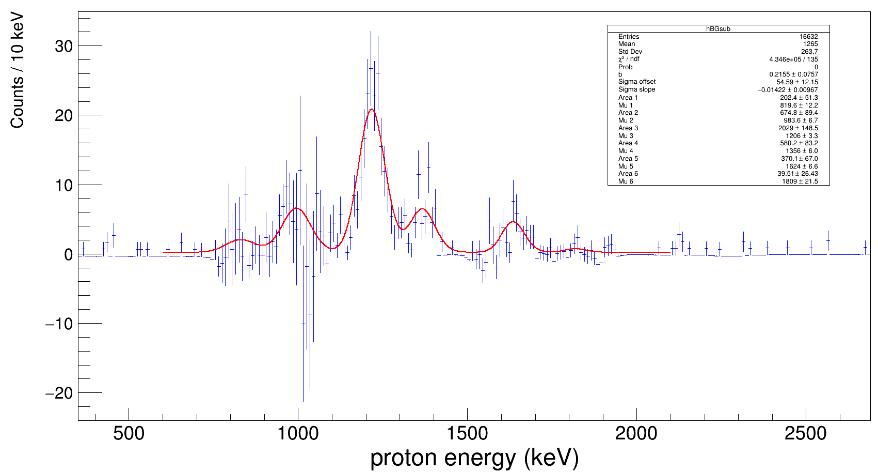 hBGsub
Entries 16632
Mean 1265
Std Dev 263.7
χ² / ndf 4.346e+05 / 135
Prob 0
b 0.2155 ± 0.0757
Sigma offset 54.59 ± 12.15
Sigma slope −0.01422 ± 0.00967
Area 1 202.4 ± 51.3
Mu 1 819.6 ± 12.2
Area 2 674.8 ± 89.4
Mu 2 983.6 ± 6.7
Area 3 2029 ± 148.5
Mu 3 1206 ± 3.3
Area 4 580.2 ± 83.2
Mu 4 1356 ± 6.0
Area 5 370.1 ± 67.0
Mu 5 1624 ± 6.6
Area 6 39.51 ± 26.43
Mu 6 1809 ± 21.5
Counts / 10 keV
30
20
10
0
−10
−20
500 1000 1500 2000 2500
proton energy (keV)